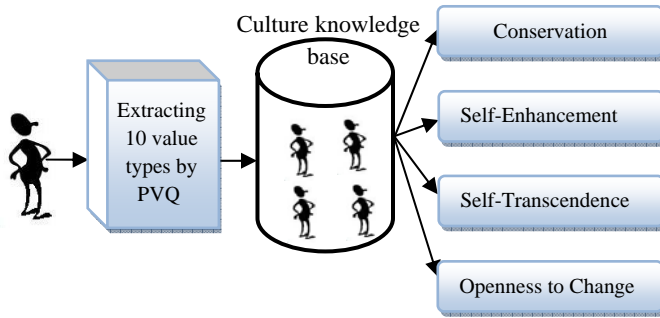 Extracting
10 value
types by
PVQ
Culture knowledge
base
Conservation
Self-Enhancement
Self-Transcendence
Openness to Change